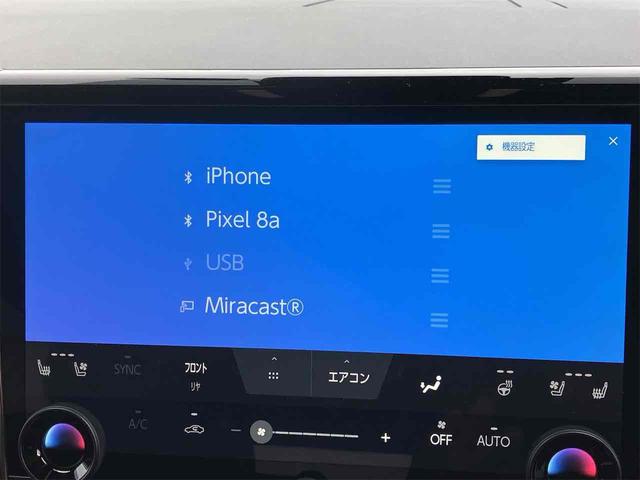 機器設定
iPhone
Pixel 8a
USB
Miracast®
SYNC
フロント
リヤ
エアコン
A/C
OFF
AUTO